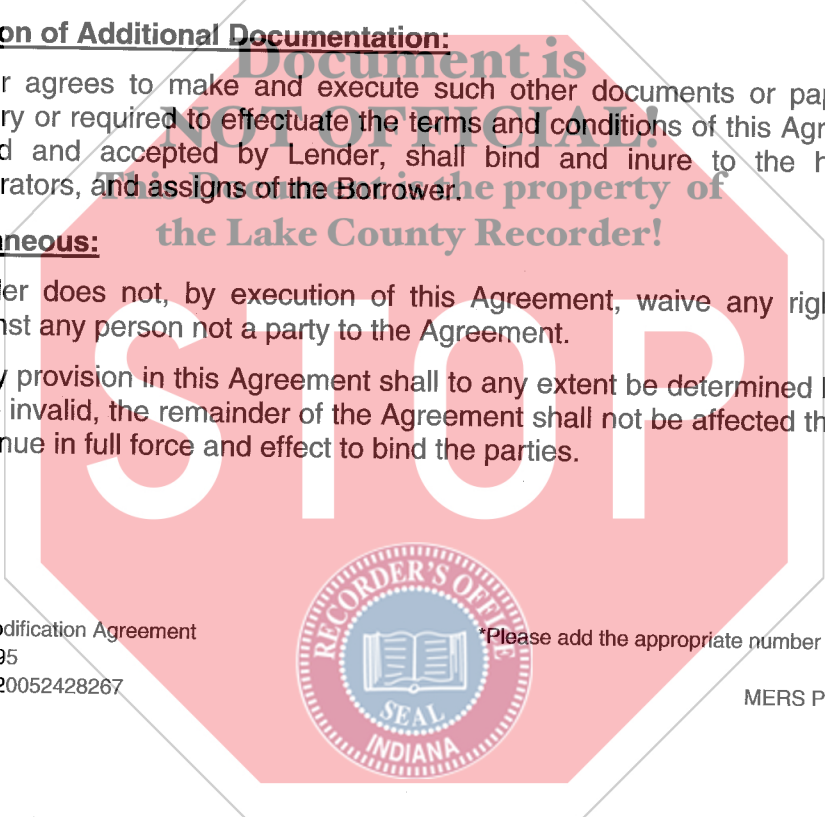 on of Additional Documentation:
Document is
r agrees to make and execute such other documents or pap
NOT OFFICIAL!
ry or required to effectuate the terms and conditions of this Agr
d and accepted by Lender, shall bind and inure to the h
rators, and assigns of the Borrower.
This Document is the property of
the Lake County Recorder!
neous:
er does not, by execution of this Agreement, waive any righ
nst any person not a party to the Agreement.
y provision in this Agreement shall to any extent be determined
invalid, the remainder of the Agreement shall not be affected th
nue in full force and effect to bind the parties.
STOP
RECORDER'S OFFICE
SEAL
INDIANA
odification Agreement
*Please add the appropriate number
95
20052428267
MERS P